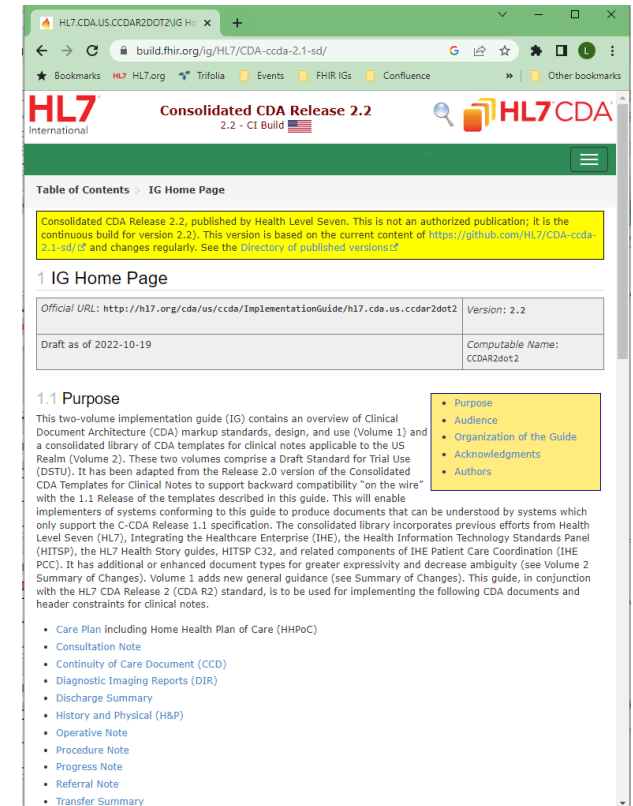 HL7.CDA.US.CCDAR2DOT2\IG Ho
build.fhir.org/ig/HL7/CDA-ccda-2.1-sd/
G
L
Bookmarks HL7 HL7.org Trifolia Events FHIR IGs Confluence » Other bookmarks
HL7
International
Consolidated CDA Release 2.2
2.2 - CI Build
HL7CDA
Table of Contents > IG Home Page
Consolidated CDA Release 2.2, published by Health Level Seven. This is not an authorized publication; it is the
continuous build for version 2.2). This version is based on the current content of https://github.com/HL7/CDA-ccda-
2.1-sd/ and changes regularly. See the Directory of published versions
1 IG Home Page
Official URL: http://hl7.org/cda/us/ccda/ImplementationGuide/hl7.cda.us.ccdar2dot2 Version: 2.2
Draft as of 2022-10-19 Computable Name:
CCDAR2dot2
1.1 Purpose
This two-volume implementation guide (IG) contains an overview of Clinical
Document Architecture (CDA) markup standards, design, and use (Volume 1) and
a consolidated library of CDA templates for clinical notes applicable to the US
Realm (Volume 2). These two volumes comprise a Draft Standard for Trial Use
(DSTU). It has been adapted from the Release 2.0 version of the Consolidated
CDA Templates for Clinical Notes to support backward compatibility "on the wire"
with the 1.1 Release of the templates described in this guide. This will enable
implementers of systems conforming to this guide to produce documents that can be understood by systems which
only support the C-CDA Release 1.1 specification. The consolidated library incorporates previous efforts from Health
Level Seven (HL7), Integrating the Healthcare Enterprise (IHE), the Health Information Technology Standards Panel
(HITSP), the HL7 Health Story guides, HITSP C32, and related components of IHE Patient Care Coordination (IHE
PCC). It has additional or enhanced document types for greater expressivity and decrease ambiguity (see Volume 2
Summary of Changes). Volume 1 adds new general guidance (see Summary of Changes). This guide, in conjunction
with the HL7 CDA Release 2 (CDA R2) standard, is to be used for implementing the following CDA documents and
header constraints for clinical notes.
• Purpose
• Audience
• Organization of the Guide
• Acknowledgments
• Authors
• Care Plan including Home Health Plan of Care (HHPoC)
• Consultation Note
• Continuity of Care Document (CCD)
• Diagnostic Imaging Reports (DIR)
• Discharge Summary
• History and Physical (H&P)
• Operative Note
• Procedure Note
• Progress Note
• Referral Note
• Transfer Summary